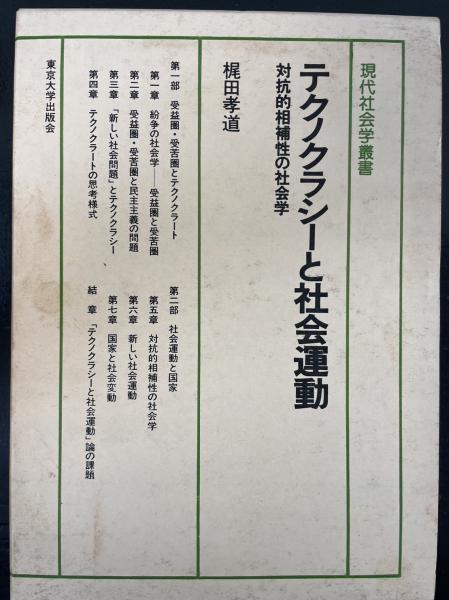 現代社会学叢書
テクノクラシーと社会運動
対抗的相補性の社会学
梶田孝道
第一部 受益圏・受苦圏とテクノクラート
第一章 紛争の社会学──受益圏と受苦圏
第二章 受益圏・受苦圏と民主主義の問題
第三章 「新しい社会問題」とテクノクラシー
第四章 テクノクラートの思考様式
第二部 社会運動と国家
第五章 対抗的相補性の社会学
第六章 新しい社会運動
第七章 国家と社会変動
結章 「テクノクラシーと社会運動」論の課題
東京大学出版会